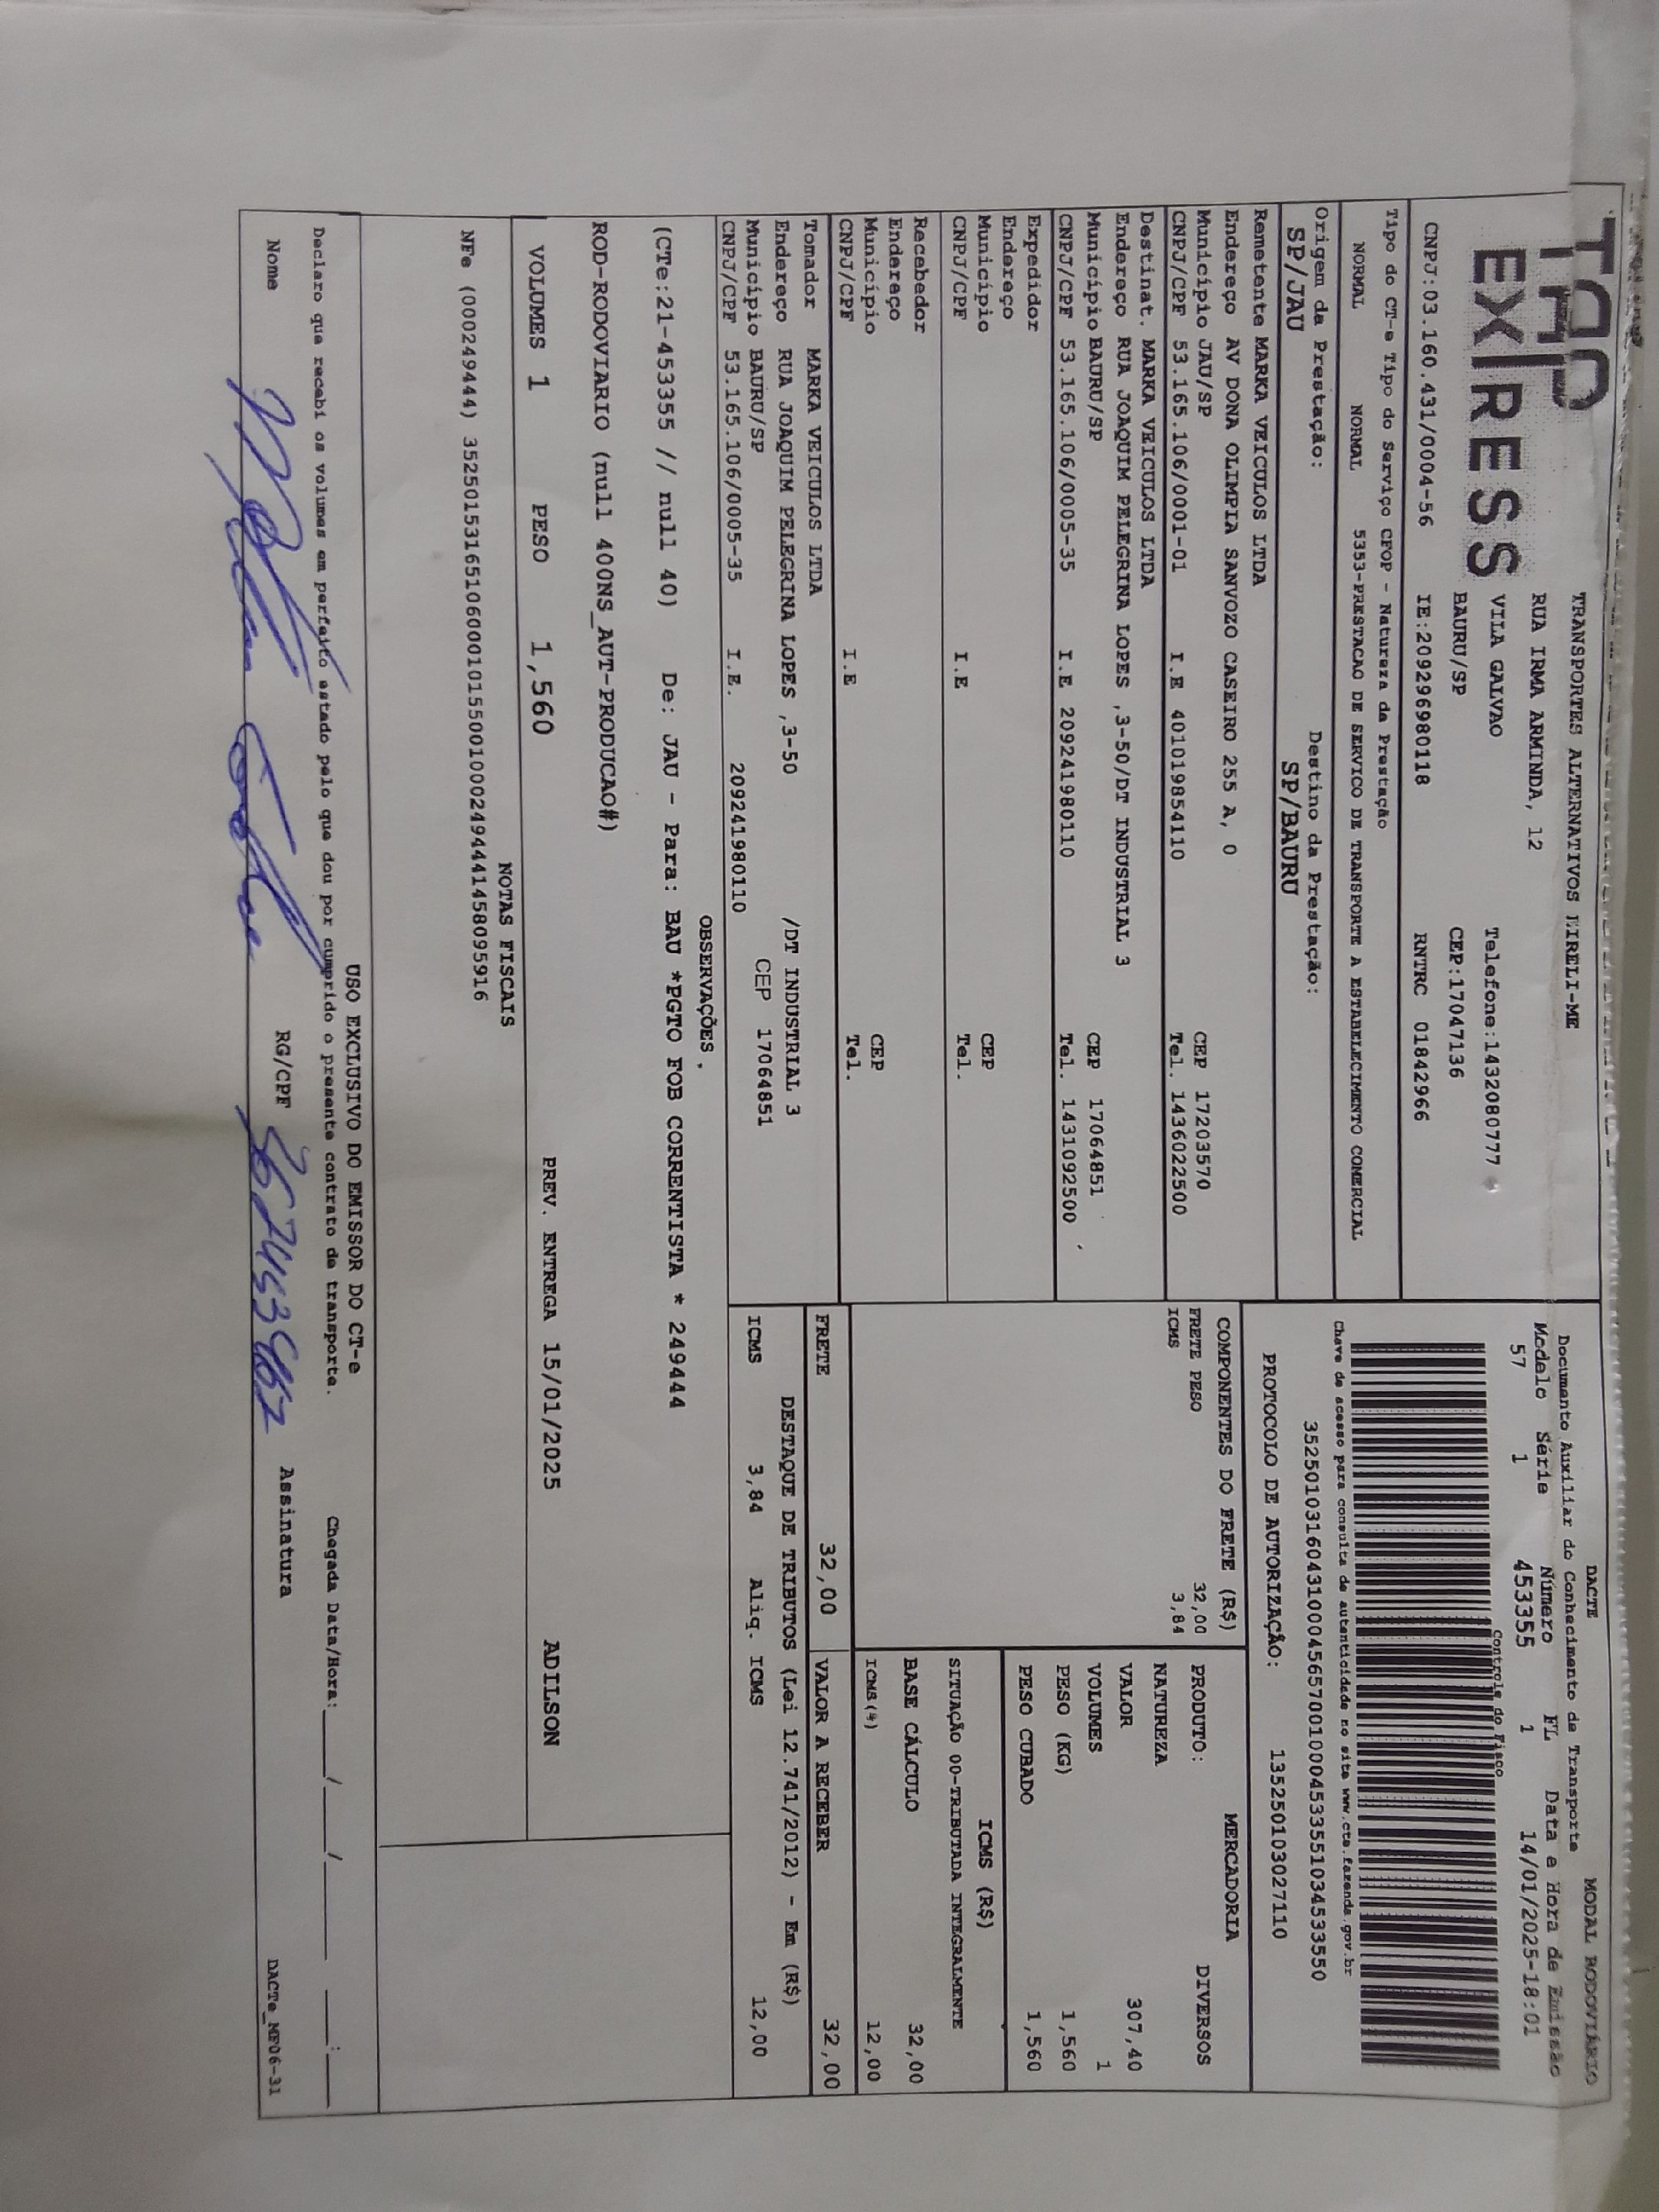 TAP
EXPRESS
TRANSPORTES ALTERNATIVOS EIRELI-ME
RUA IRMA ARMINDA, 12
VILA GALVAO Telefone:1432080777
BAURU/SP CEP:17047136
CNPJ:03.160.431/0004-56 IE:209296980118 RNTRC 01842966
Tipo do CT-e Tipo do Serviço CFOP - Natureza da Prestação
NORMAL NORMAL 5353-PRESTACAO DE SERVICO DE TRANSPORTE A ESTABELECIMENTO COMERCIAL
Origem da Prestação: Destino da Prestação:
SP/JAU SP/BAURU
DACTE MODAL RODOVIÁRIO
Documento Auxiliar do Conhecimento de Transporte
Modelo Série Número FL Data e Hora de Emissão
57 1 453355 1 14/01/2025-18:01
Controle do Fisco
Chave de acesso para consulta de autenticidade no site www.cte.fazenda.gov.br
35250103160431000456570010004533551034533550
PROTOCOLO DE AUTORIZAÇÃO: 135250103027110
Remetente MARKA VEICULOS LTDA
Endereço AV DONA OLIMPIA SANVOZO CASEIRO 255 A, 0
Município JAU/SP CEP 17203570
CNPJ/CPF 53.165.106/0001-01 I.E 401019854110 Tel. 1436022500
Destinat. MARKA VEICULOS LTDA
Endereço RUA JOAQUIM PELEGRINA LOPES ,3-50/DT INDUSTRIAL 3
Município BAURU/SP CEP 17064851
CNPJ/CPF 53.165.106/0005-35 I.E 209241980110 Tel. 1431092500
Expedidor
Endereço
Município CEP
CNPJ/CPF I.E Tel.
Recebedor
Endereço
Município CEP
CNPJ/CPF I.E Tel.
Tomador MARKA VEICULOS LTDA
Endereço RUA JOAQUIM PELEGRINA LOPES ,3-50 /DT INDUSTRIAL 3
Município BAURU/SP CEP 17064851
CNPJ/CPF 53.165.106/0005-35 I.E. 209241980110
COMPONENTES DO FRETE (R$)
FRETE PESO 32,00
ICMS 3,84
MERCADORIA
PRODUTO: DIVERSOS
NATUREZA
VALOR 307,40
VOLUMES 1
PESO (KG) 1,560
PESO CUBADO 1,560
ICMS (R$)
SITUAÇÃO 00-TRIBUTADA INTEGRALMENTE
BASE CÁLCULO 32,00
ICMS(%) 12,00
FRETE 32,00 VALOR A RECEBER 32,00
DESTAQUE DE TRIBUTOS (Lei 12.741/2012) - Em (R$)
ICMS 3,84 Aliq. ICMS 12,00
OBSERVAÇÕES
(CTe:21-453355 // null 40) De: JAU - Para: BAU *PGTO FOB CORRENTISTA * 249444
ROD-RODOVIARIO (null 400NS_AUT-PRODUCAO#)
VOLUMES 1 PESO 1,560 PREV. ENTREGA 15/01/2025 ADILSON
NOTAS FISCAIS
NFe (000249444) 35250153165106000101550010002494441458095916
USO EXCLUSIVO DO EMISSOR DO CT-e
Declaro que recebi os volumes em perfeito estado pelo que dou por cumprido o presente contrato de transporte. Chegada Data/Hora: ____/____/____ ____:____
Nome RG/CPF Assinatura DACTe_MF06-31